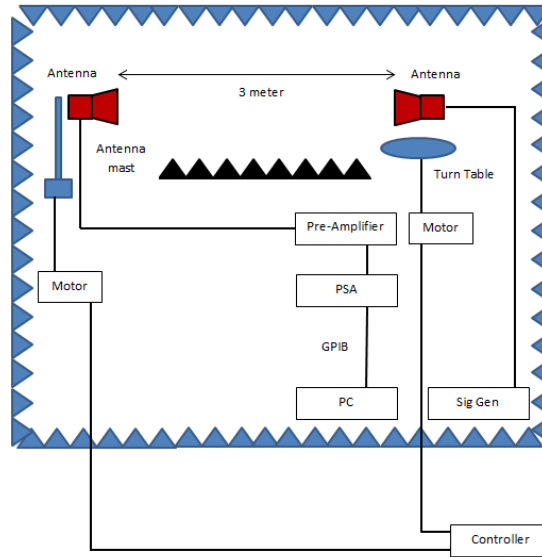 Antenna
Antenna
3 meter
Antenna
mast
Turn Table
Pre-Amplifier
Motor
Motor
PSA
GPIB
PC
Sig Gen
Controller